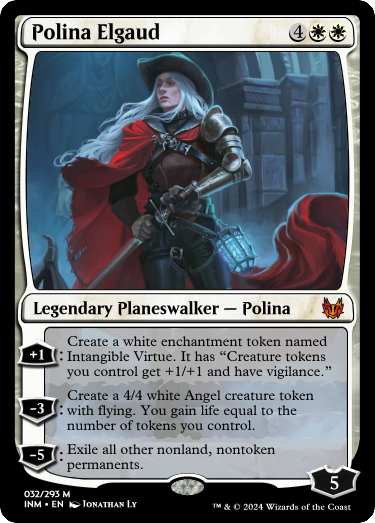 Polina Elgaud 4
Legendary Planeswalker — Polina
+1: Create a white enchantment token named
Intangible Virtue. It has “Creature tokens
you control get +1/+1 and have vigilance.”
-3: Create a 4/4 white Angel creature token
with flying. You gain life equal to the
number of tokens you control.
-5: Exile all other nonland, nontoken
permanents.
5
032/293 M
INM • EN Jonathan Ly
™ & © 2024 Wizards of the Coast